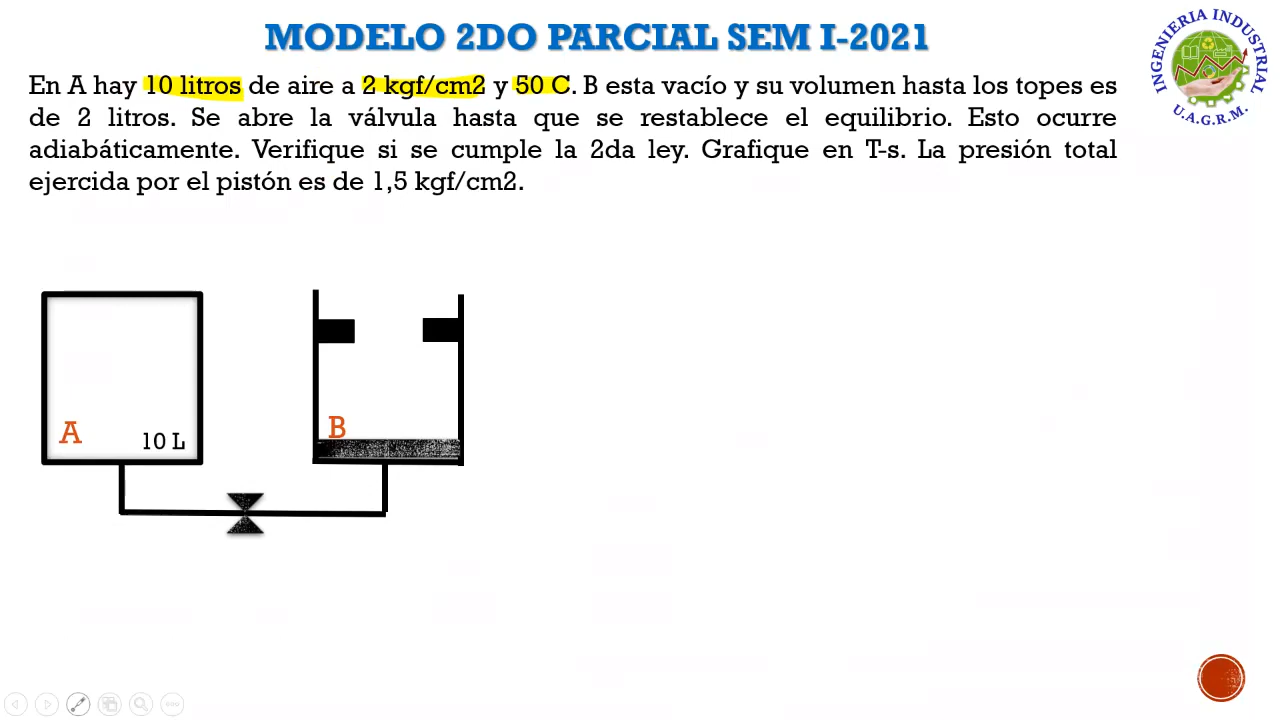 MODELO 2DO PARCIAL SEM I-2021
INGENIERIA INDUSTRIAL
U.A.G.R.M.
En A hay 10 litros de aire a 2 kgf/cm2 y 50 C. B esta vacío y su volumen hasta los topes es
de 2 litros. Se abre la válvula hasta que se restablece el equilibrio. Esto ocurre
adiabáticamente. Verifique si se cumple la 2da ley. Grafique en T-s. La presión total
ejercida por el pistón es de 1,5 kgf/cm2.
A
10 L
B